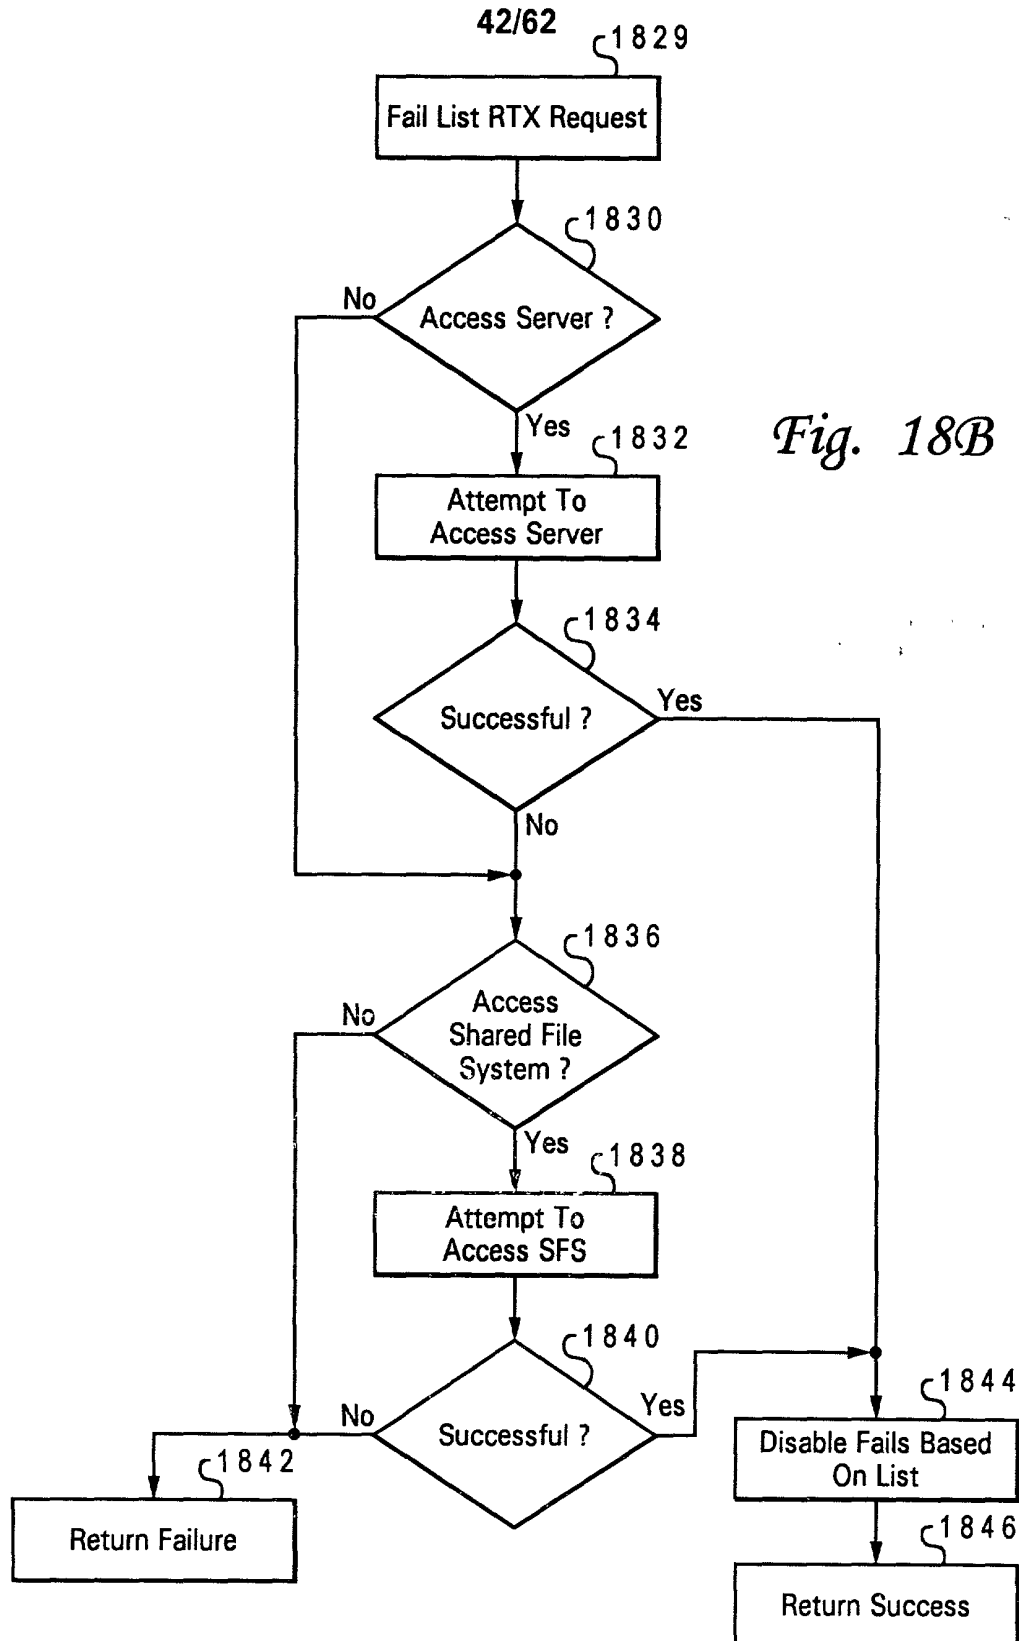 42/62
1829
Fail List RTX Request
1830
No
Access Server ?
Yes
Fig. 18B
1832
Attempt To
Access Server
1834
Yes
Successful ?
No
1836
No
Access
Shared File
System ?
Yes
1838
Attempt To
Access SFS
1840
No
Yes
Successful ?
1844
Disable Fails Based
On List
1842
Return Failure
1846
Return Success